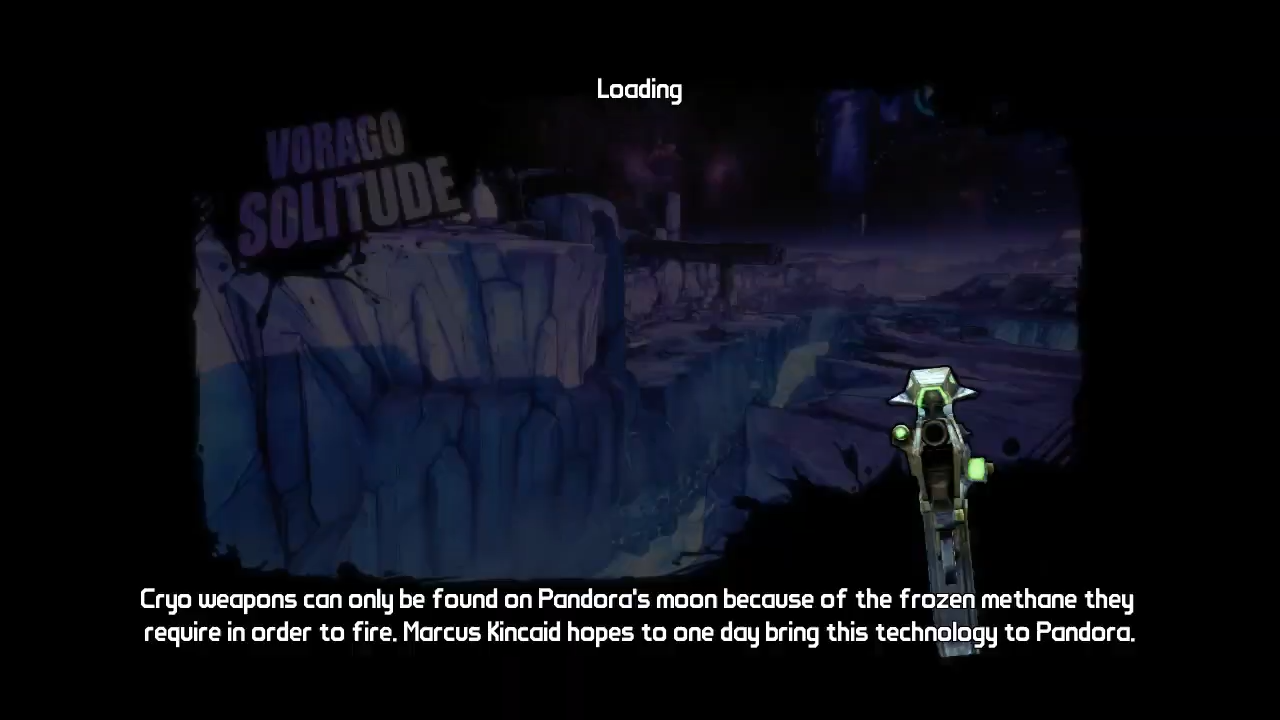 Loading
VORAGO
SOLITUDE
Cryo weapons can only be found on Pandora's moon because of the frozen methane they
require in order to fire. Marcus Kincaid hopes to one day bring this technology to Pandora.